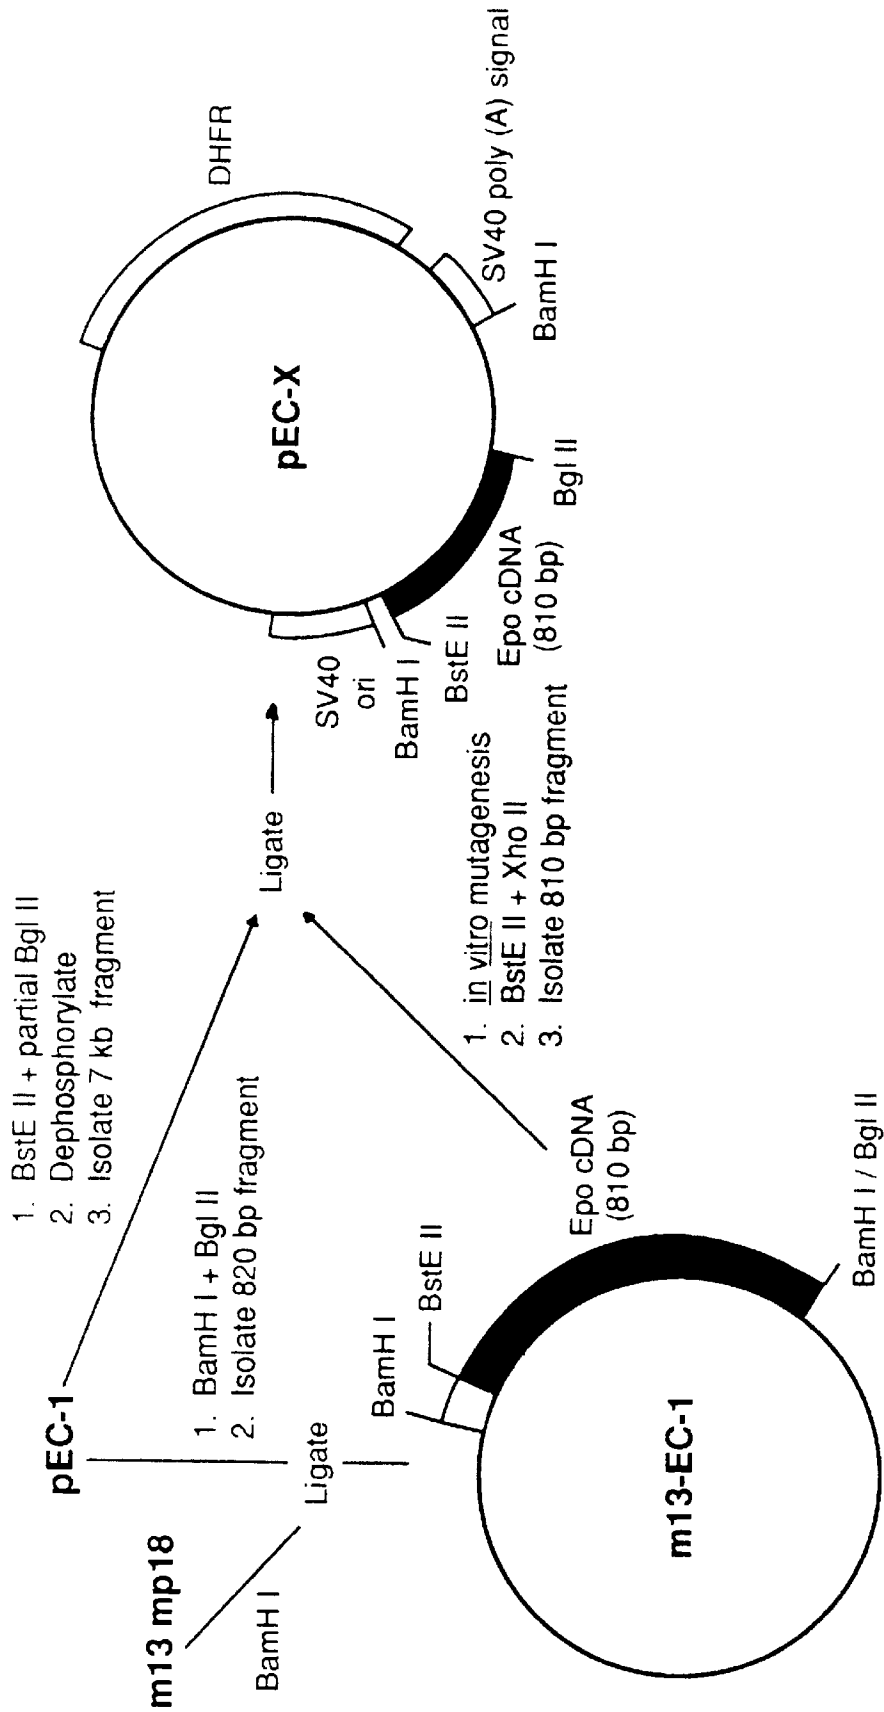 m13 mp18
BamH I
pEC-1
1. BstE II + partial Bgl II
2. Dephosphorylate
3. Isolate 7 kb fragment
1. BamH I + Bgl II
2. Isolate 820 bp fragment
Ligate
Ligate
BamH I
BstE II
Epo cDNA
(810 bp)
BamH I / Bgl II
m13-EC-1
1. in vitro mutagenesis
2. BstE II + Xho II
3. Isolate 810 bp fragment
DHFR
pEC-X
SV40
ori
BamH I
BstE II
Epo cDNA
(810 bp)
Bgl II
BamH I
SV40 poly (A) signal